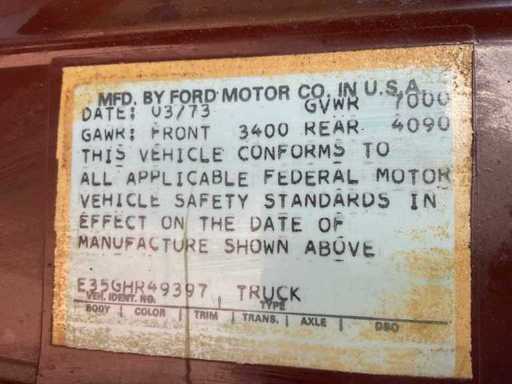 MFD. BY FORD MOTOR CO. IN U.S.A.
DATE: 03/73 GVWR 7000
GAWR: FRONT 3400 REAR 4090
THIS VEHICLE CONFORMS TO
ALL APPLICABLE FEDERAL MOTOR
VEHICLE SAFETY STANDARDS IN
EFFECT ON THE DATE OF
MANUFACTURE SHOWN ABOVE
E35GHR49397 TRUCK
VEH. IDENT. NO. TYPE
BODY | COLOR | TRIM | TRANS. | AXLE | DSO